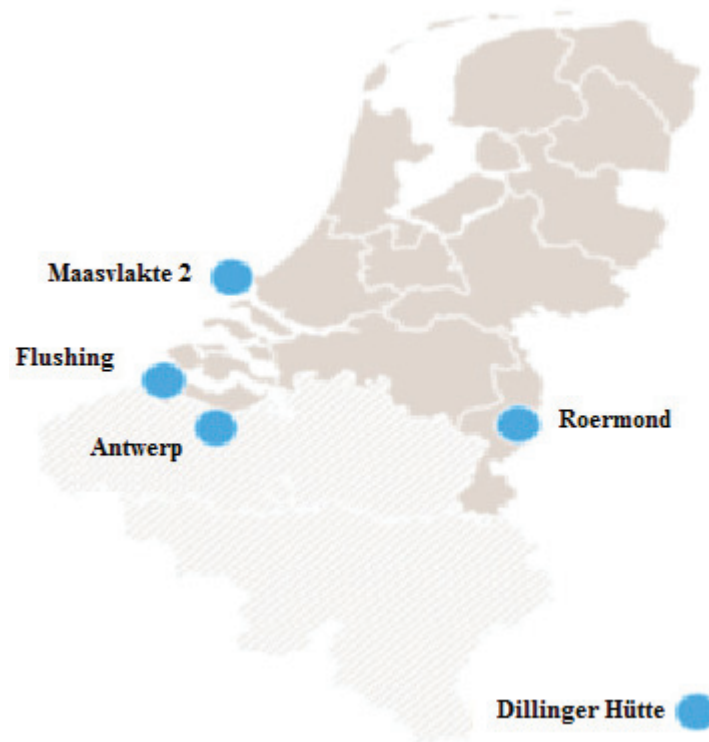 Maasvlakte 2
Flushing
Roermond
Antwerp
Dillinger Hütte